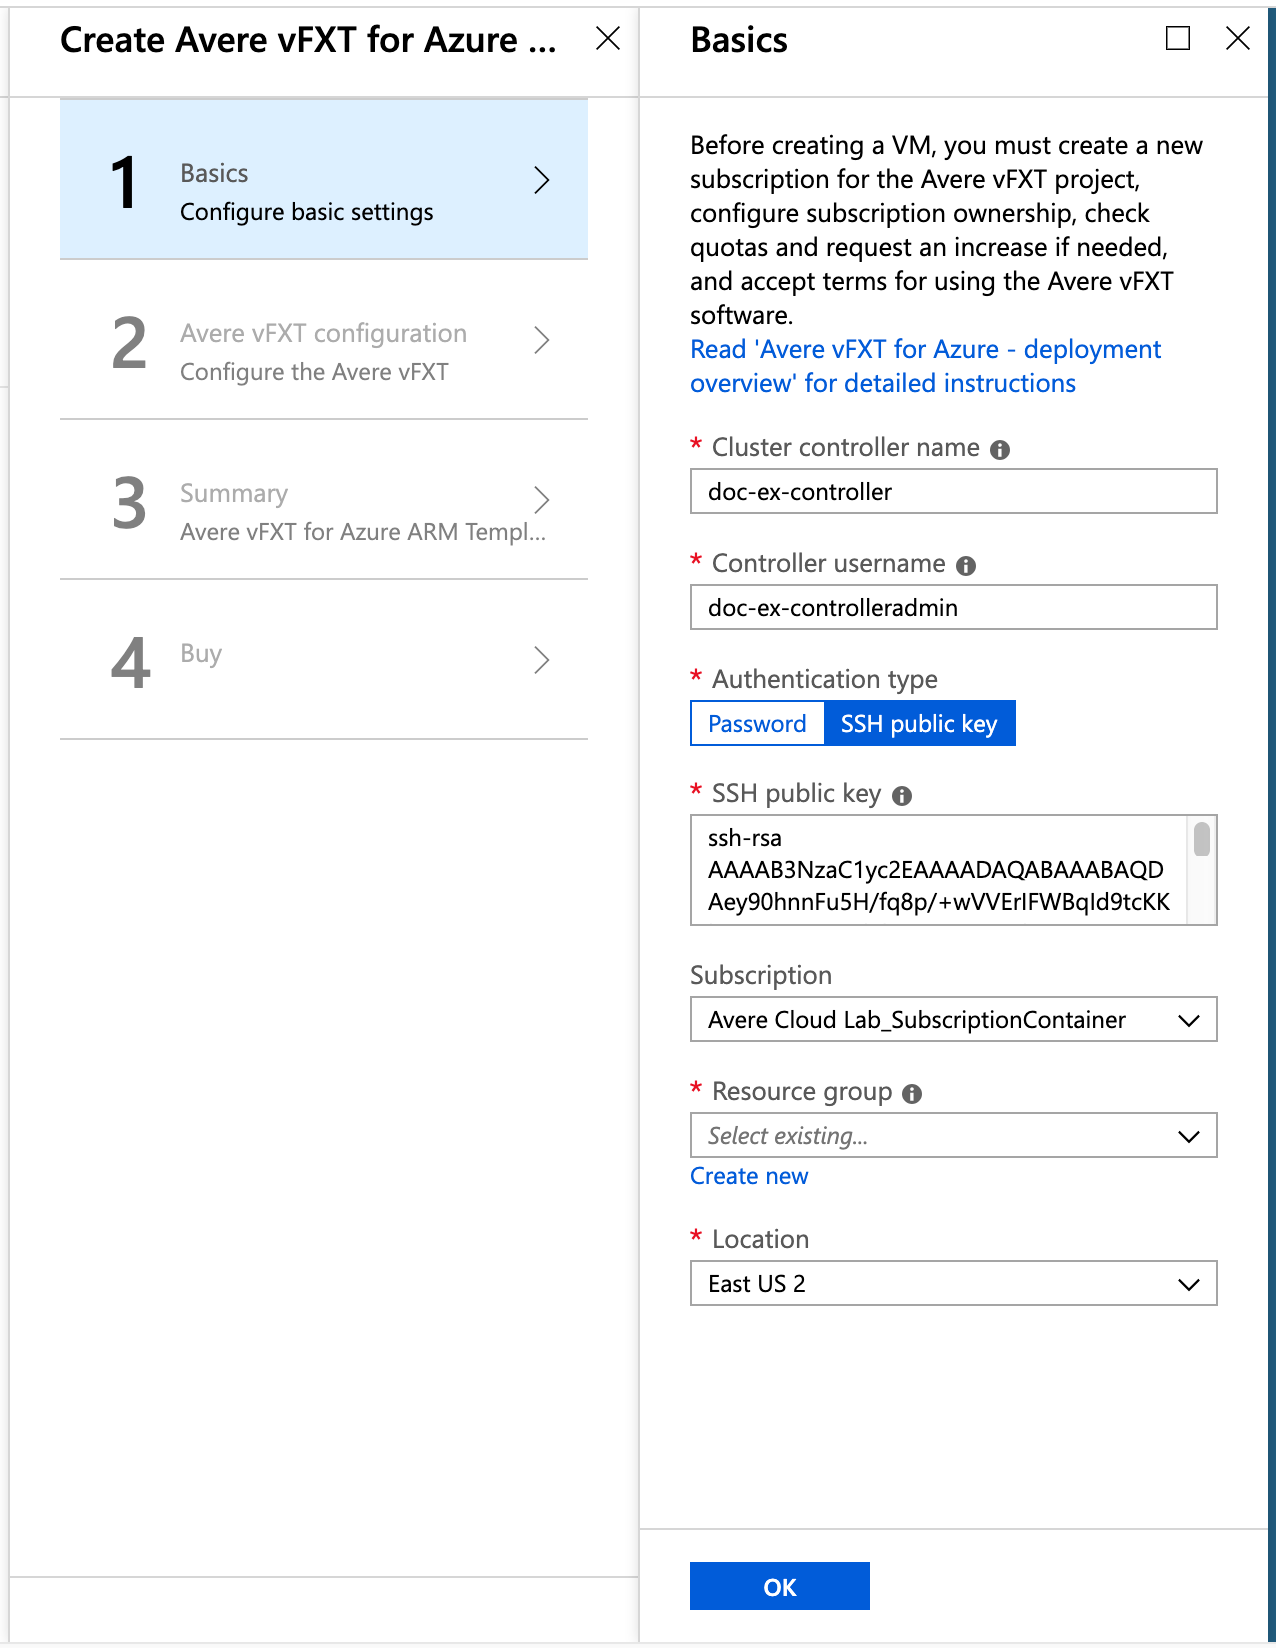 Create Avere vFXT for Azure ...
1
Basics
Configure basic settings
2
Avere vFXT configuration
Configure the Avere vFXT
3
Summary
Avere vFXT for Azure ARM Templ...
4
Buy
Basics
Before creating a VM, you must create a new
subscription for the Avere vFXT project,
configure subscription ownership, check
quotas and request an increase if needed,
and accept terms for using the Avere vFXT
software.
Read 'Avere vFXT for Azure - deployment
overview' for detailed instructions
* Cluster controller name
doc-ex-controller
* Controller username
doc-ex-controlleradmin
* Authentication type
Password SSH public key
* SSH public key
ssh-rsa
AAAAB3NzaC1yc2EAAAADAQABAAABAQD
Aey90hnnFu5H/fq8p/+wVVErIFWBqId9tcKK
Subscription
Avere Cloud Lab_SubscriptionContainer
* Resource group
Select existing...
Create new
* Location
East US 2
OK